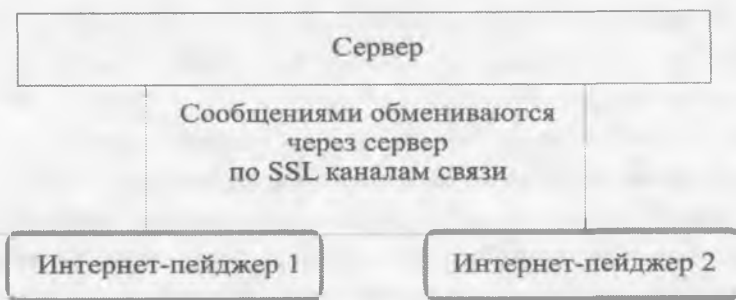 Сервер
Сообщениями обмениваются
через сервер
по SSL каналам связи
Интернет-пейджер 1
Интернет-пейджер 2